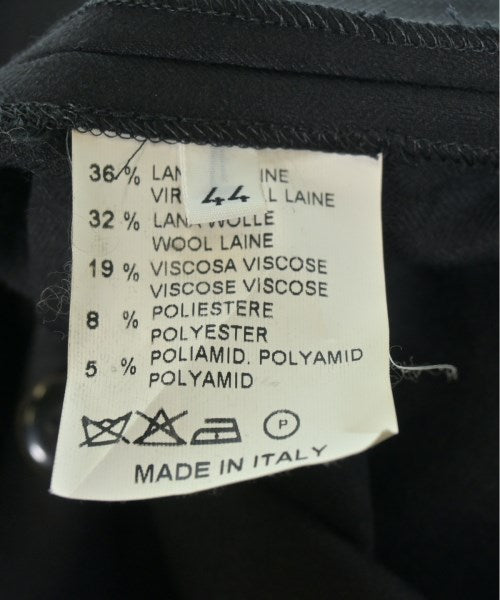 36% LAN INE
VIR L LAINE
44
32% LANA WOLLE
WOOL LAINE
19% VISCOSA VISCOSE
VISCOSE VISCOSE
8 % POLIESTERE
POLYESTER
5 % POLIAMID. POLYAMID
POLYAMID
P
MADE IN ITALY